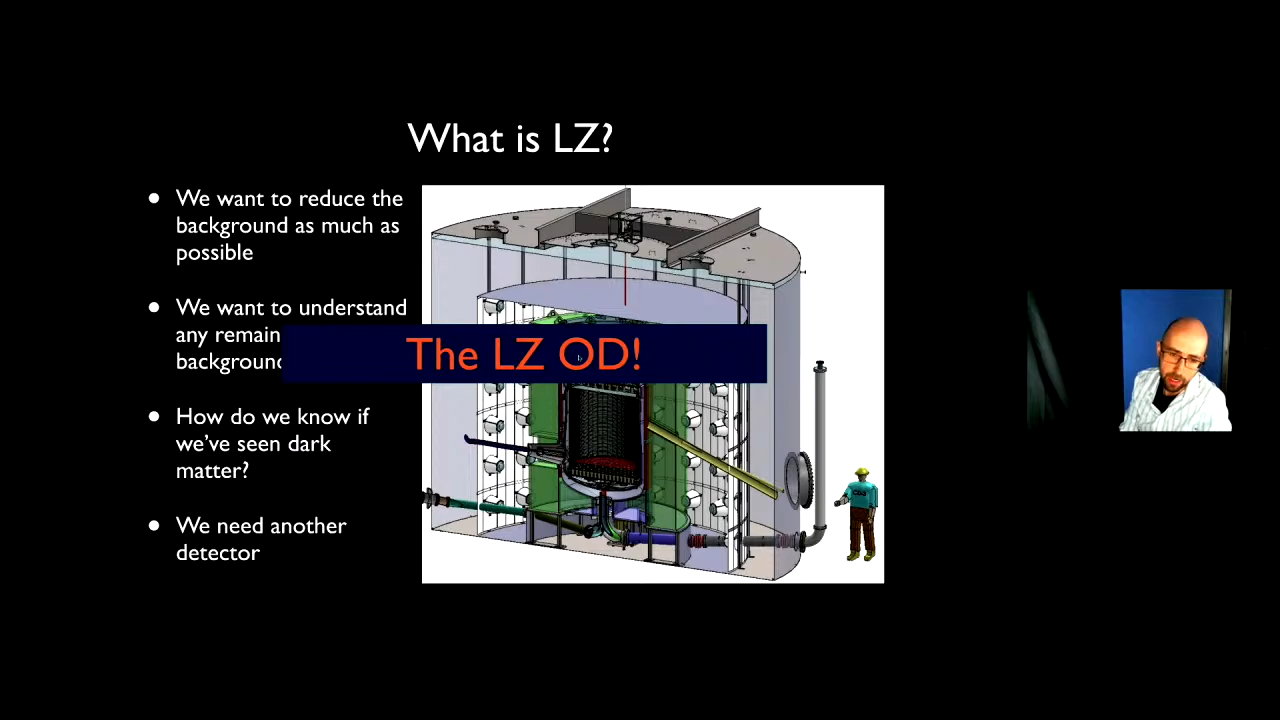 What is LZ?
• We want to reduce the
background as much as
possible
• We want to understand
any remain
background
The LZ OD!
• How do we know if
we've seen dark
matter?
• We need another
detector